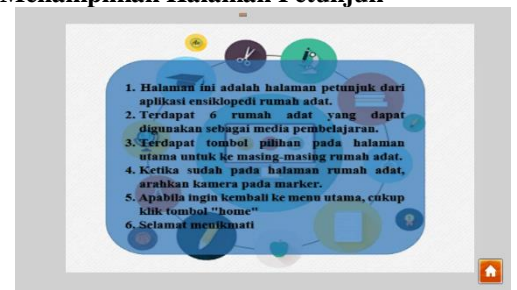 Menampilkan Halaman Petunjuk
1. Halaman ini adalah halaman petunjuk dari
aplikasi ensiklopedi rumah adat.
2. Terdapat 6 rumah adat yang dapat
digunakan sebagai media pembelajaran.
3. Terdapat tombol pilihan pada halaman
utama untuk ke masing-masing rumah adat.
4. Ketika sudah pada halaman rumah adat,
arahkan kamera pada marker.
5. Apabila ingin kembali ke menu utama, cukup
klik tombol "home"
6. Selamat menikmati